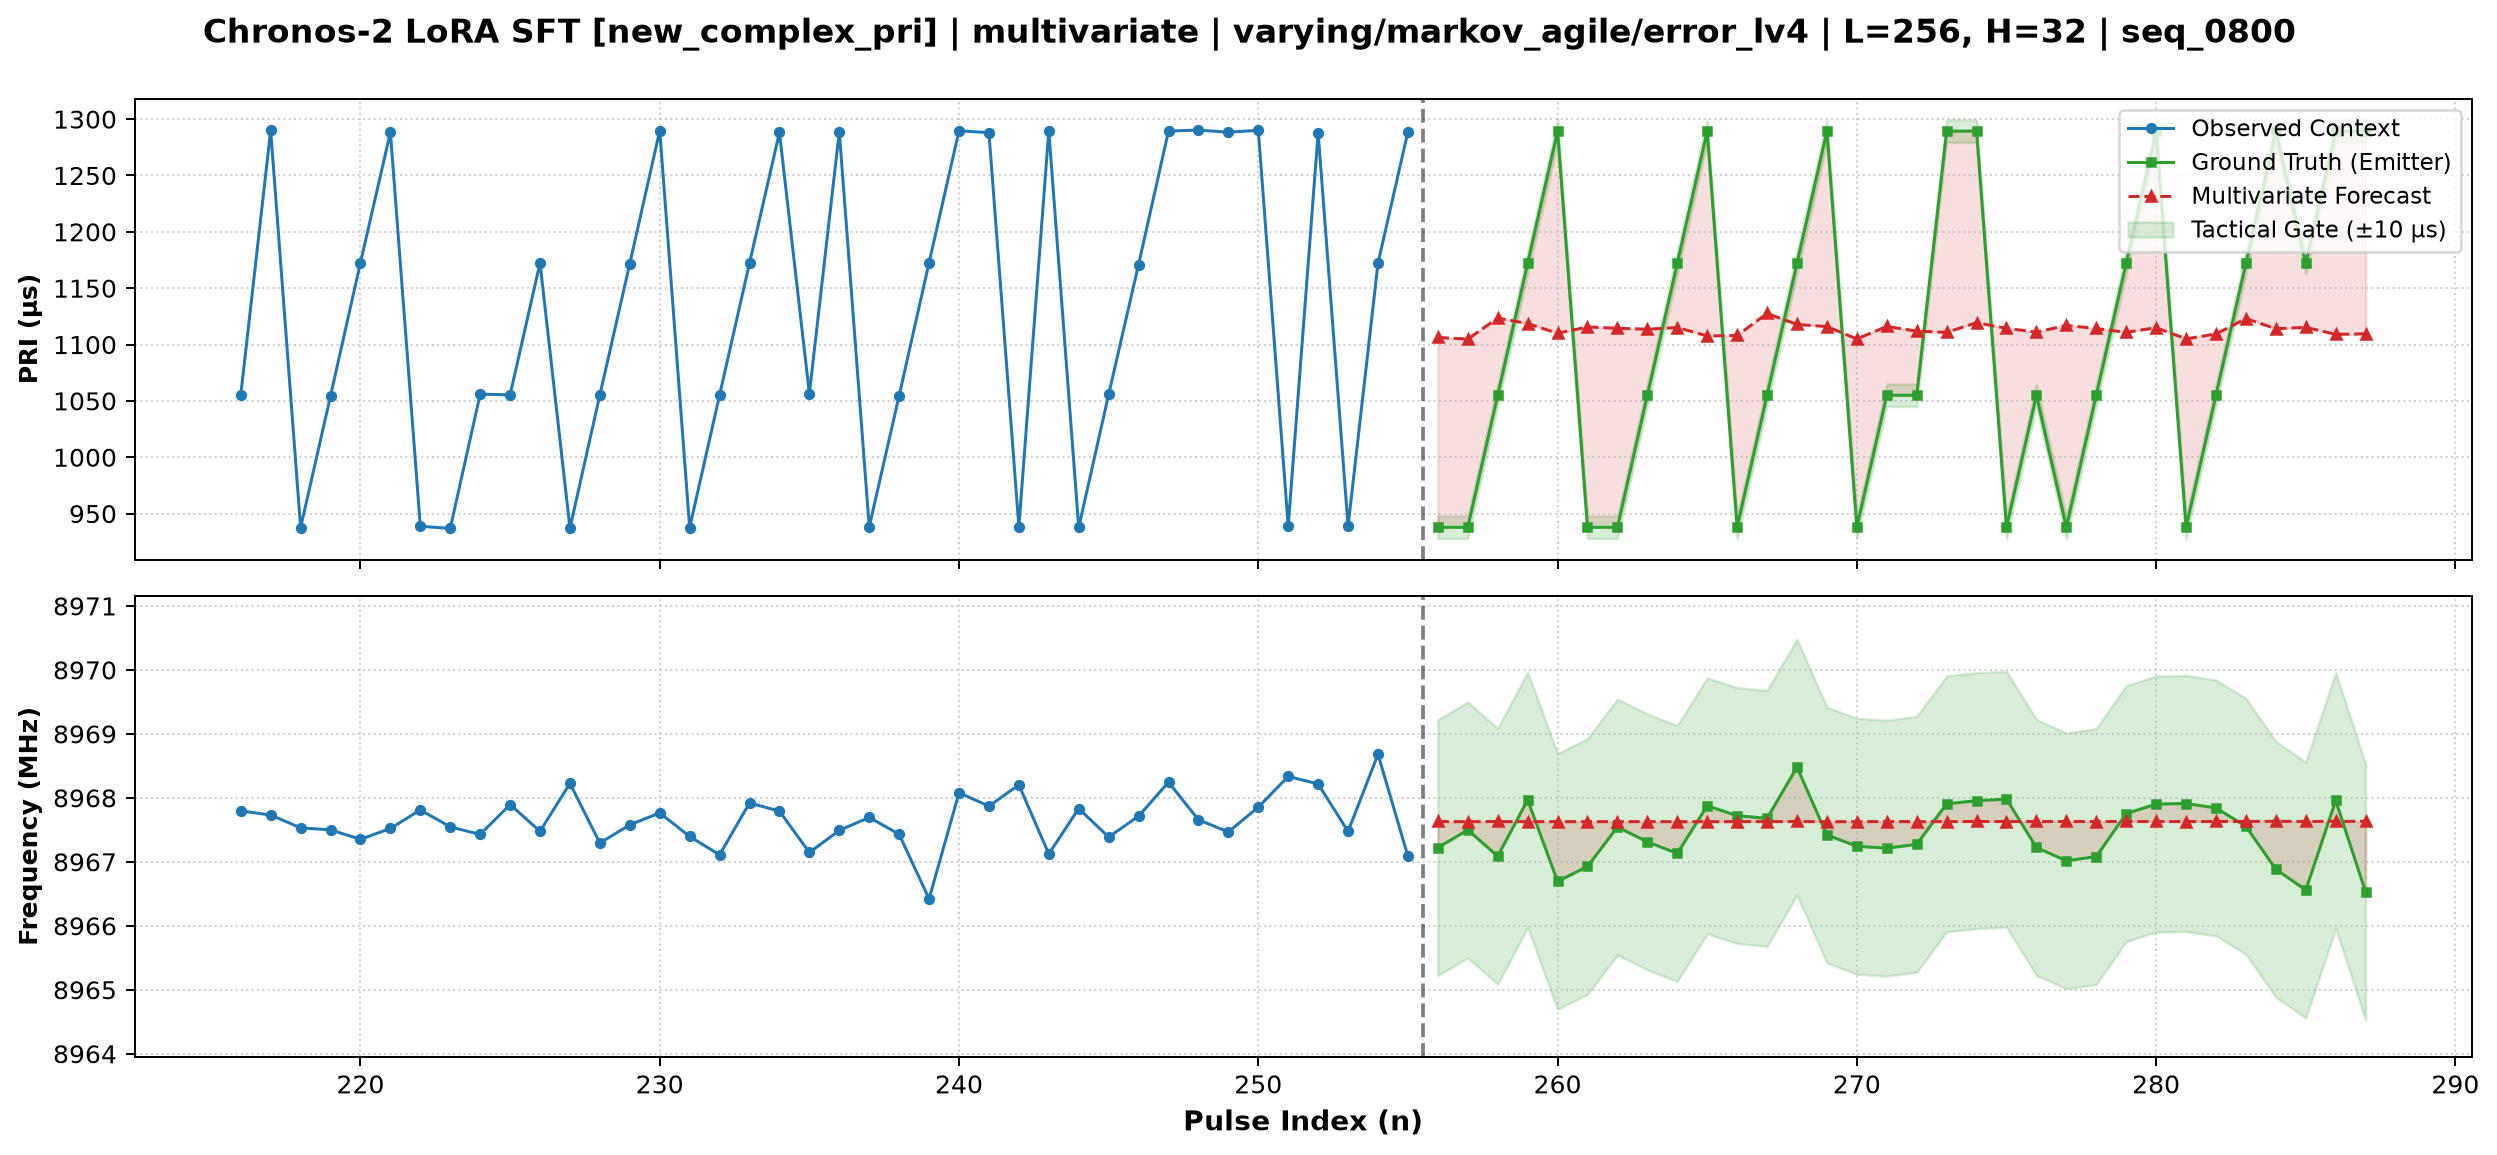 Chronos-2 LoRA SFT [new_complex_pri] | multivariate | varying/markov_agile/error_lv4 | L=256, H=32 | seq_0800
PRI (µs)
1300
1250
1200
1150
1100
1050
1000
950
Observed Context
Ground Truth (Emitter)
Multivariate Forecast
Tactical Gate (±10 µs)
Frequency (MHz)
8971
8970
8969
8968
8967
8966
8965
8964
220 230 240 250 260 270 280 290
Pulse Index (n)